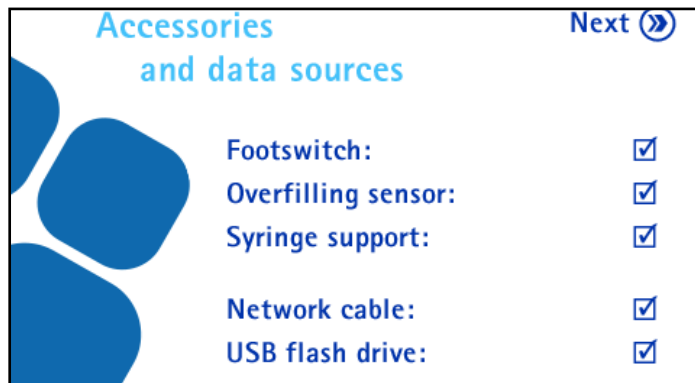 Accessories
and data sources
Next
Footswitch: ☑
Overfilling sensor: ☑
Syringe support: ☑
Network cable: ☑
USB flash drive: ☑